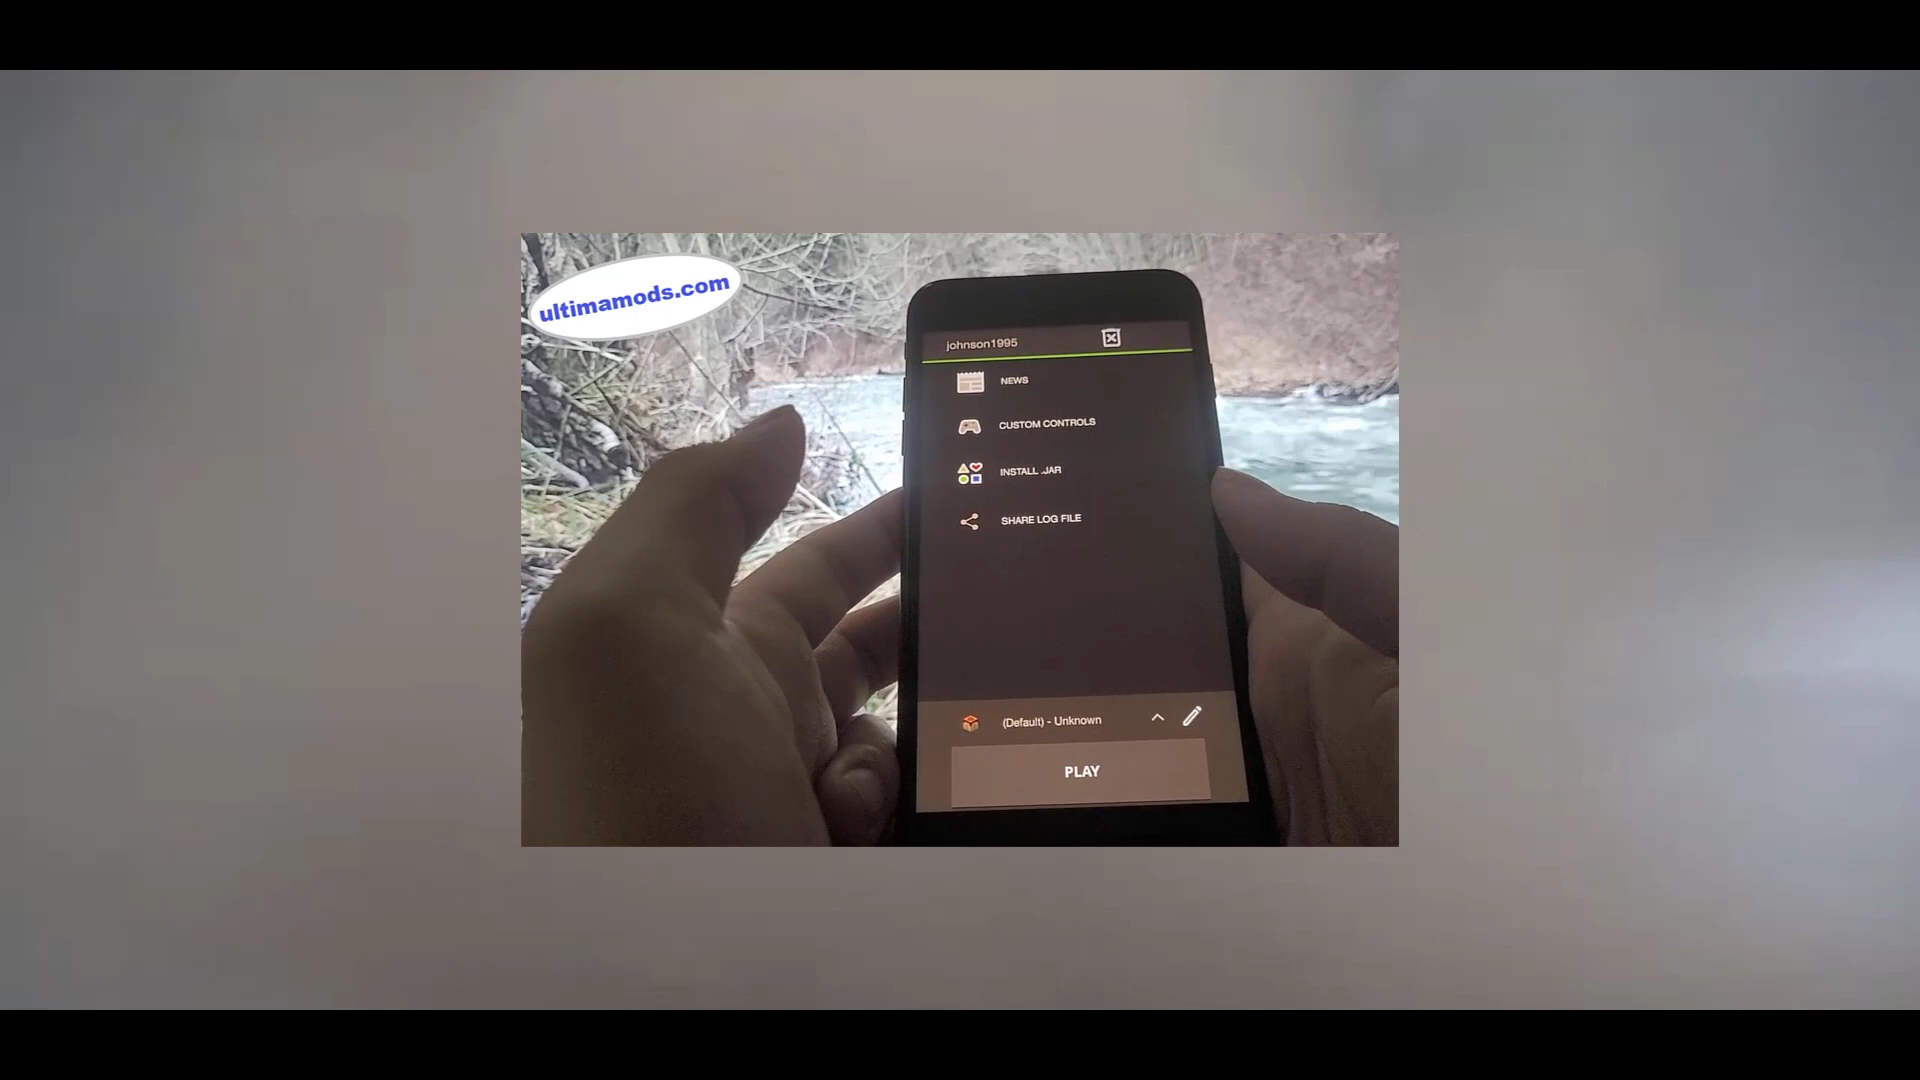 ultimamods.com
johnson1995
NEWS
CUSTOM CONTROLS
INSTALL .JAR
SHARE LOG FILE
(Default) - Unknown
PLAY